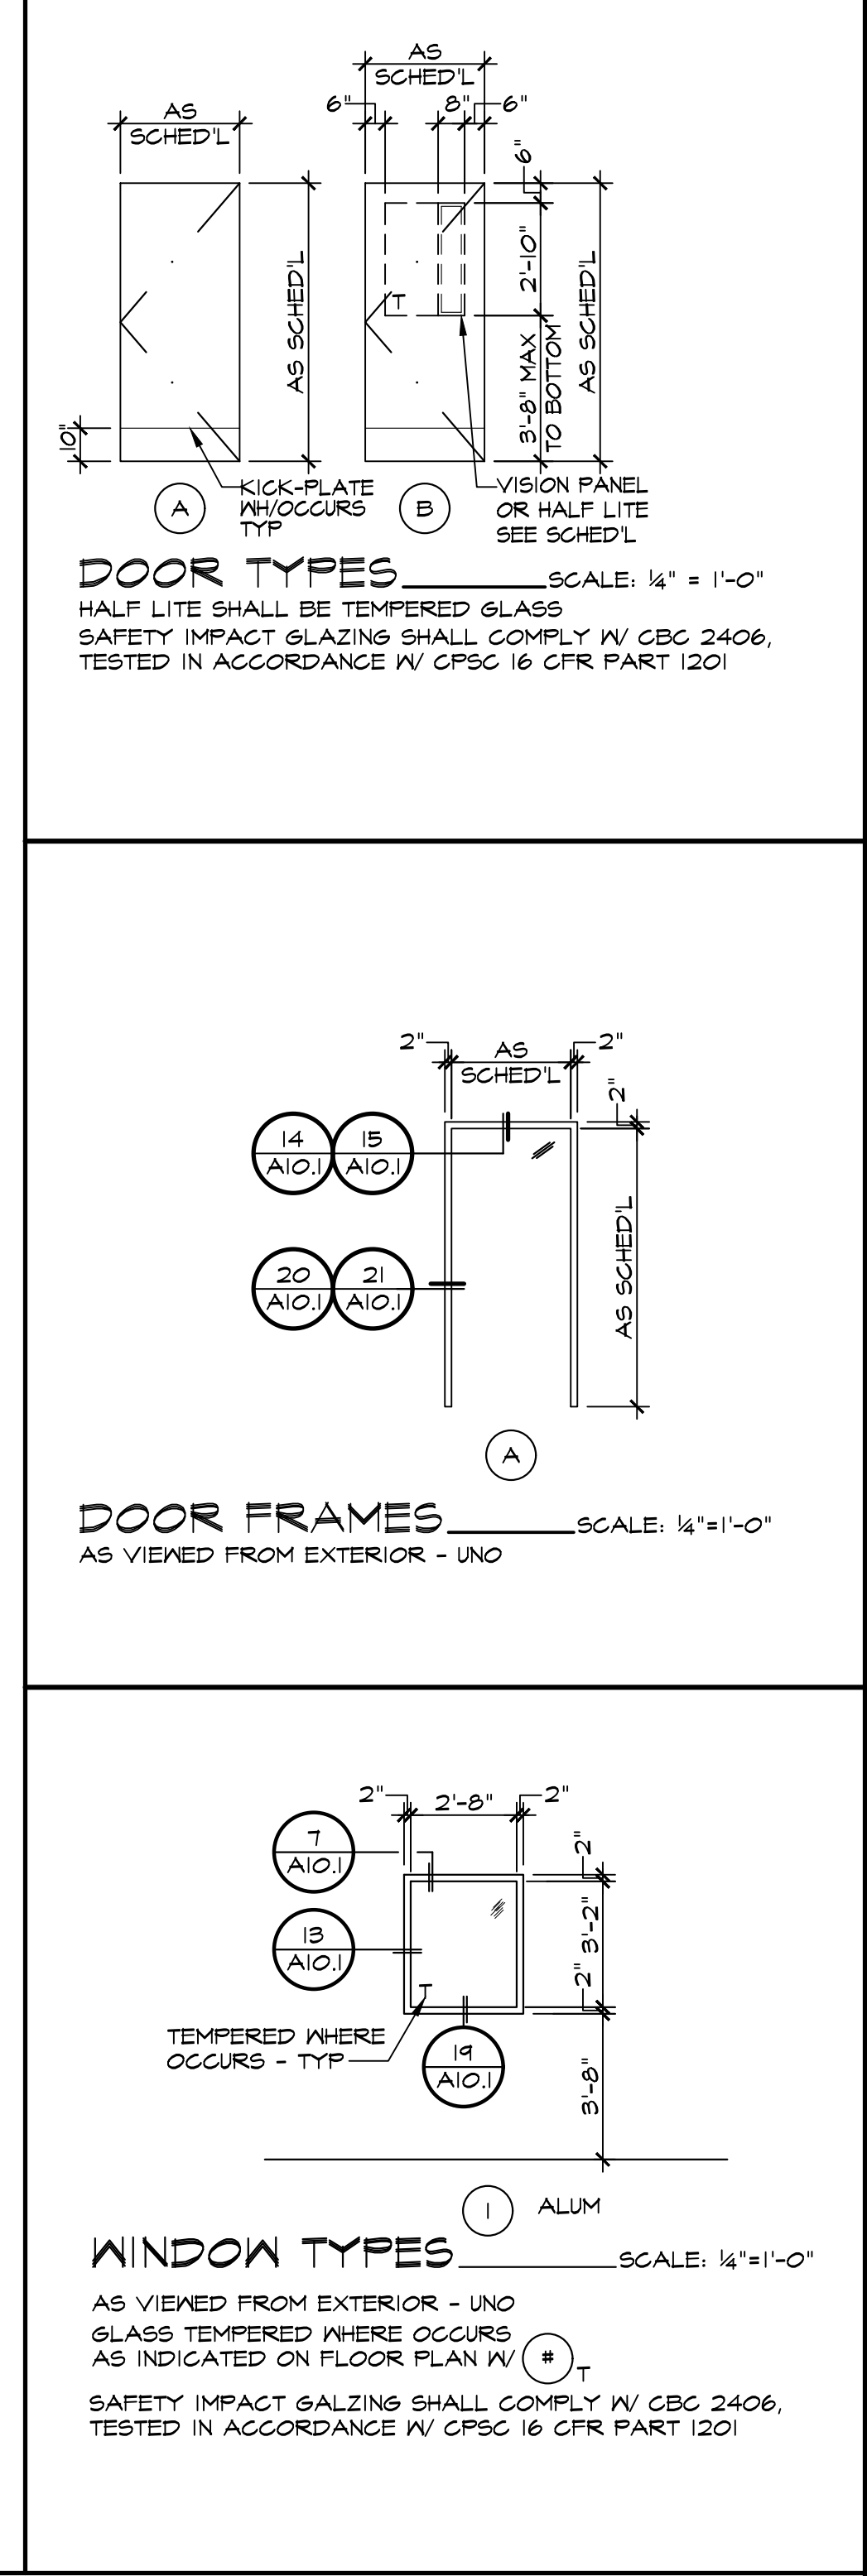 AS
SCHED'L
6"
8"
6"
AS
SCHED'L
6"
2'-10"
AS SCHED'L
AS SCHED'L
T
3'-8" MAX
TO BOTTOM
10"
KICK-PLATE
WH/OCCURS
TYP
A
B
VISION PANEL
OR HALF LITE
SEE SCHED'L
DOOR TYPES SCALE: 1/4" = 1'-0"
HALF LITE SHALL BE TEMPERED GLASS
SAFETY IMPACT GLAZING SHALL COMPLY W/ CBC 2406,
TESTED IN ACCORDANCE W/ CPSC 16 CFR PART 1201
2"
AS
SCHED'L
2"
2"
14
A10.1
15
A10.1
20
A10.1
21
A10.1
AS SCHED'L
A
DOOR FRAMES SCALE: 1/4"=1'-0"
AS VIEWED FROM EXTERIOR - UNO
2"
2'-8"
2"
7
A10.1
2"
3'-2"
13
A10.1
2"
T
TEMPERED WHERE
OCCURS - TYP
19
A10.1
3'-8"
1
ALUM
WINDOW TYPES SCALE: 1/4"=1'-0"
AS VIEWED FROM EXTERIOR - UNO
GLASS TEMPERED WHERE OCCURS
AS INDICATED ON FLOOR PLAN W/ # T
SAFETY IMPACT GALZING SHALL COMPLY W/ CBC 2406,
TESTED IN ACCORDANCE W/ CPSC 16 CFR PART 1201